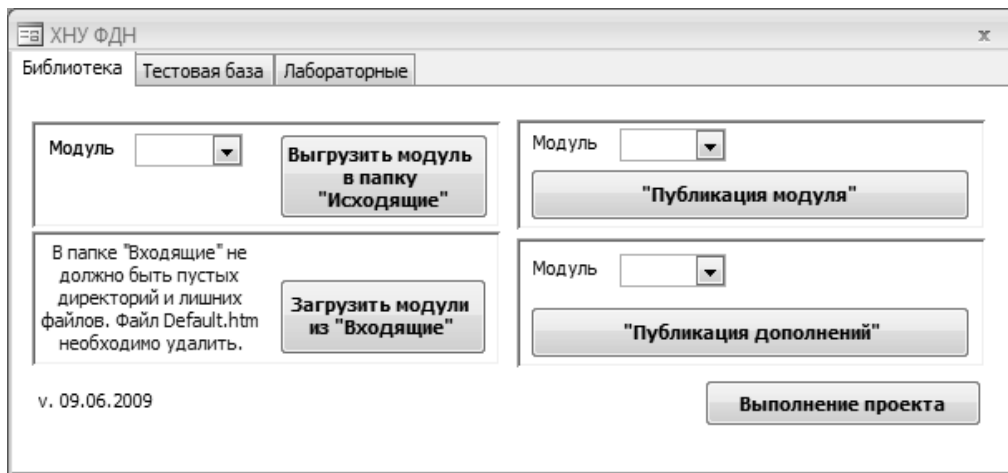 ХНУ ФДН
Библиотека Тестовая база Лабораторные
Модуль
Выгрузить модуль
в папку
"Исходящие"
Модуль
"Публикация модуля"
В папке "Входящие" не
должно быть пустых
директорий и лишних
файлов. Файл Default.htm
необходимо удалить.
Загрузить модули
из "Входящие"
Модуль
"Публикация дополнений"
v. 09.06.2009
Выполнение проекта